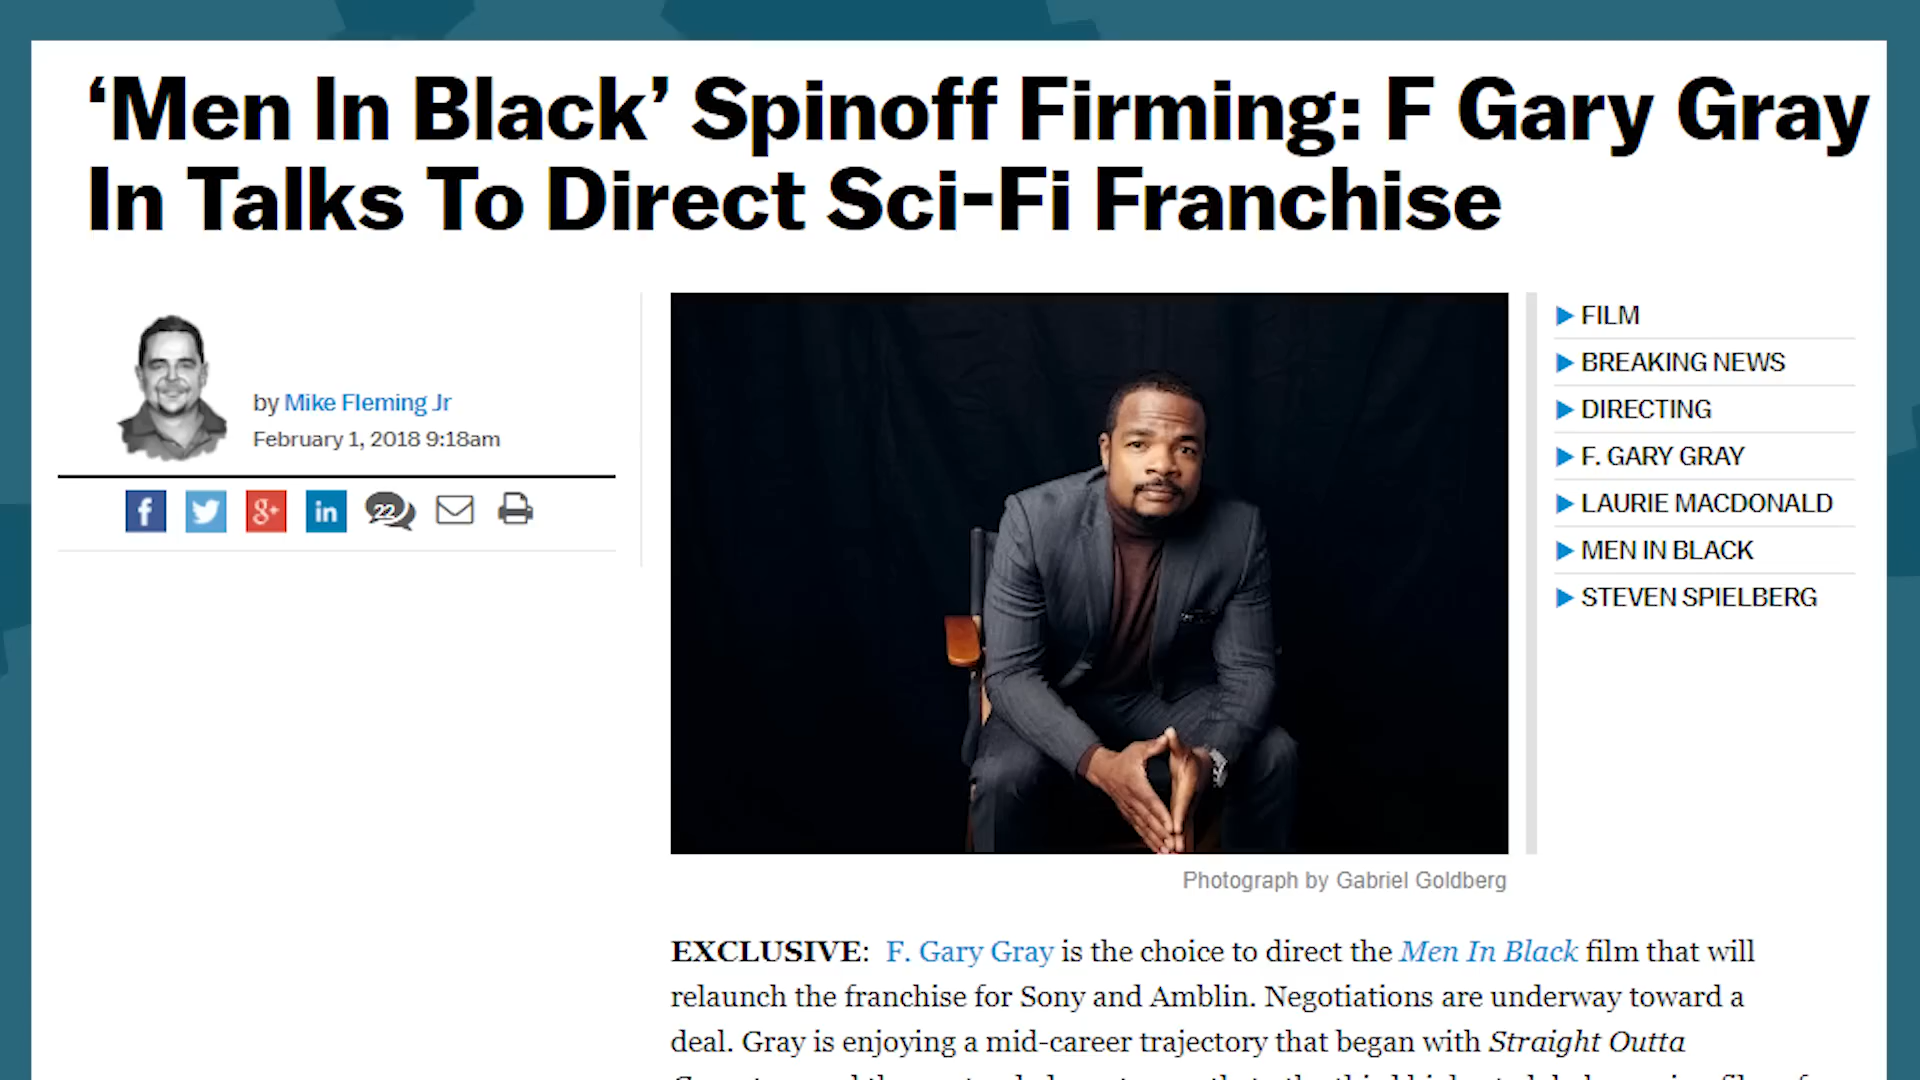 ‘Men In Black’ Spinoff Firming: F Gary Gray
In Talks To Direct Sci-Fi Franchise
by Mike Fleming Jr
February 1, 2018 9:18am
f
g+
in
22
FILM
BREAKING NEWS
DIRECTING
F. GARY GRAY
LAURIE MACDONALD
MEN IN BLACK
STEVEN SPIELBERG
Photograph by Gabriel Goldberg
EXCLUSIVE: F. Gary Gray is the choice to direct the Men In Black film that will
relaunch the franchise for Sony and Amblin. Negotiations are underway toward a
deal. Gray is enjoying a mid-career trajectory that began with Straight Outta